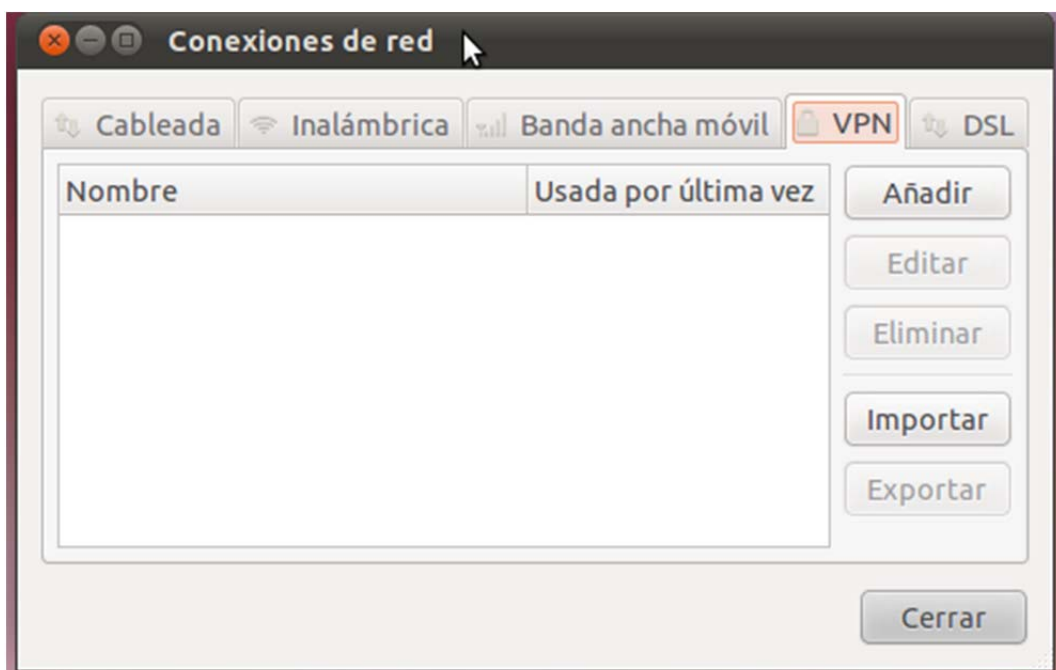 Conexiones de red
Cableada Inalámbrica Banda ancha móvil VPN DSL
Nombre Usada por última vez Añadir
Editar
Eliminar
Importar
Exportar
Cerrar